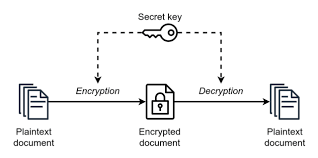 Secret key
Encryption
Decryption
Plaintext
document
Encrypted
document
Plaintext
document